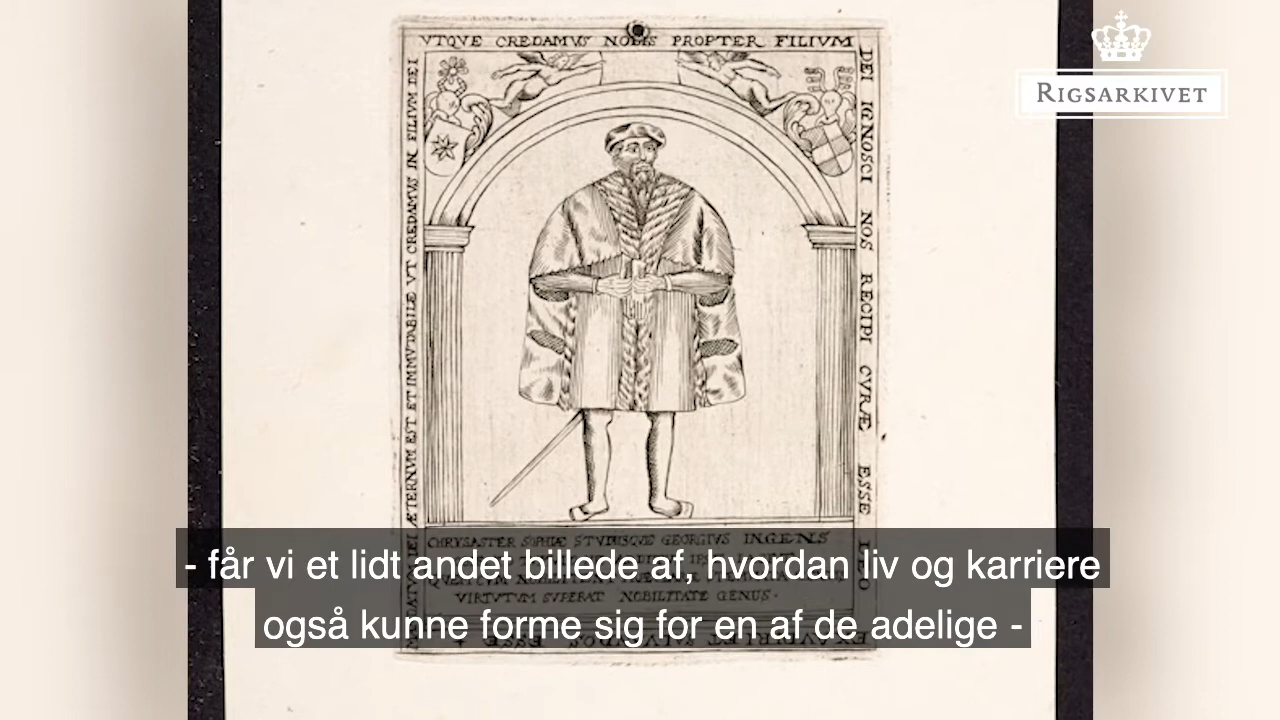 VTQVE CREDAMVS NOBIS PROPTER FILIVM
DEI IGNOSCI NOS RECIPI CVRÆ ESSE DEO
ÆTERNVM EST ET IMMVTABILE VT CREDAMVS IN FILIVM DEI
RIGSARKIVET
CHRYSASTER SOPHIÆ STVDIISQVE GEORGIVS INGENS
VIRTVTVM SVPERAT NOBILITATE GENUS.
- får vi et lidt andet billede af, hvordan liv og karriere
også kunne forme sig for en af de adelige -